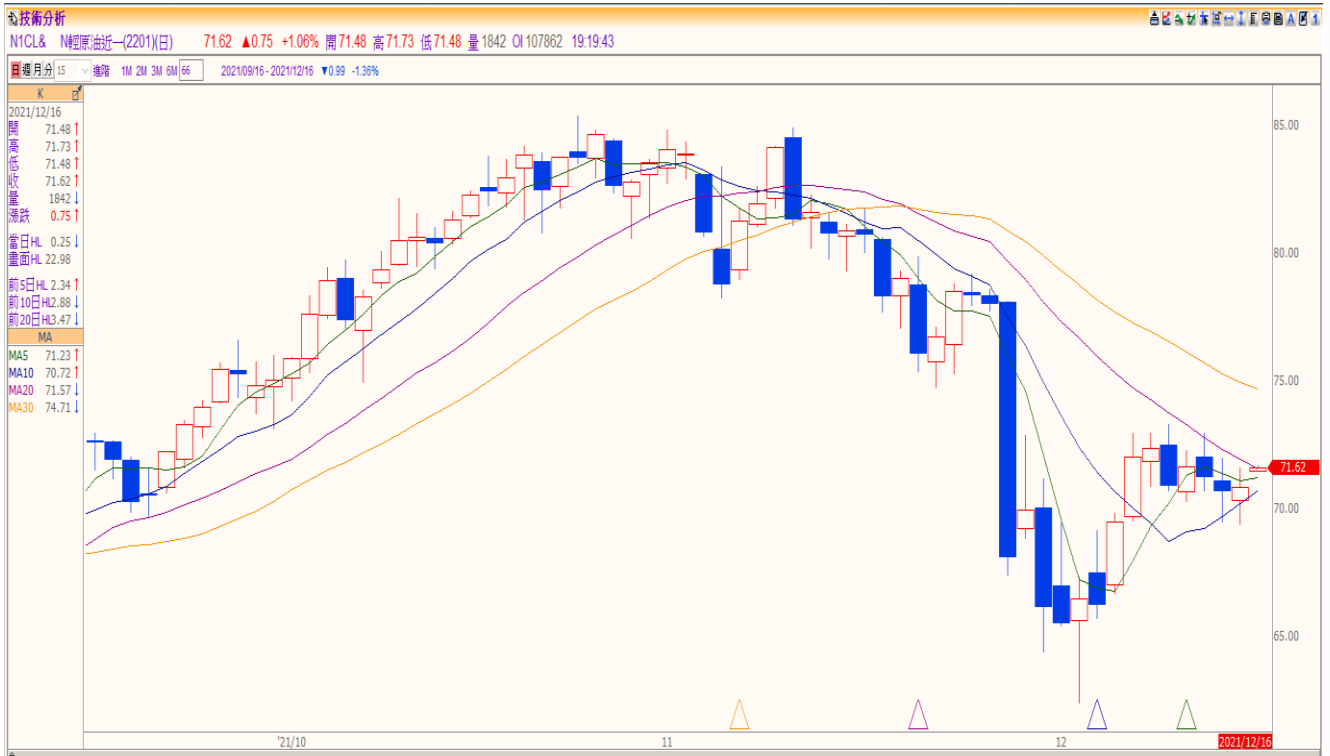 技術分析
N1CL& N輕原油近一(2201)(日) 71.62 ▲0.75 +1.06% 開 71.48 高 71.73 低 71.48 量 1842 OI 107862 19:19:43
日 週 月 分 15 進階 1M 2M 3M 6M 66 2021/09/16 - 2021/12/16 ▼0.99 -1.36%
K
2021/12/16
開 71.48↑
高 71.73↑
低 71.48↑
收 71.62↑
量 1842↓
漲跌 0.75↑
當日HL 0.25↓
畫面HL 22.98
前5日HL 2.34↑
前10日HL2.88↓
前20日HL3.47↓
MA
MA5 71.23↑
MA10 70.72↑
MA20 71.57↓
MA30 74.71↓
85.00
80.00
75.00
71.62
70.00
65.00
'21/10 11 12 2021/12/16